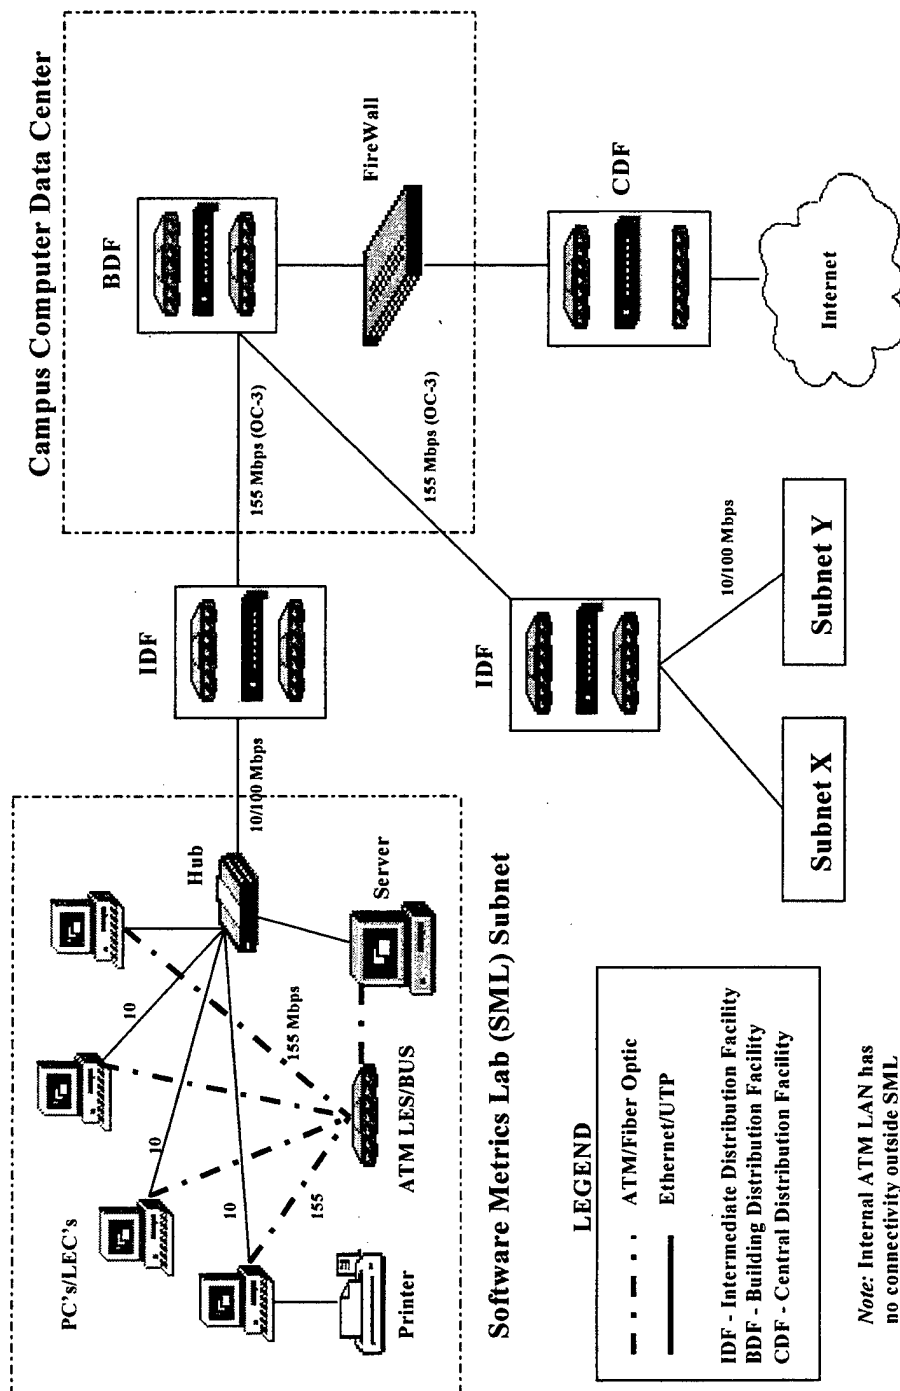 Campus Computer Data Center
BDF
FireWall
CDF
Internet
155 Mbps (OC-3)
155 Mbps (OC-3)
IDF
IDF
10/100 Mbps
10/100 Mbps
Subnet Y
Subnet X
Hub
Server
10
10
10
155 Mbps
155
ATM LES/BUS
PC's/LEC's
Printer
Software Metrics Lab (SML) Subnet
LEGEND
ATM/Fiber Optic
Ethernet/UTP
IDF - Intermediate Distribution Facility
BDF - Building Distribution Facility
CDF - Central Distribution Facility
Note: Internal ATM LAN has
no connectivity outside SML